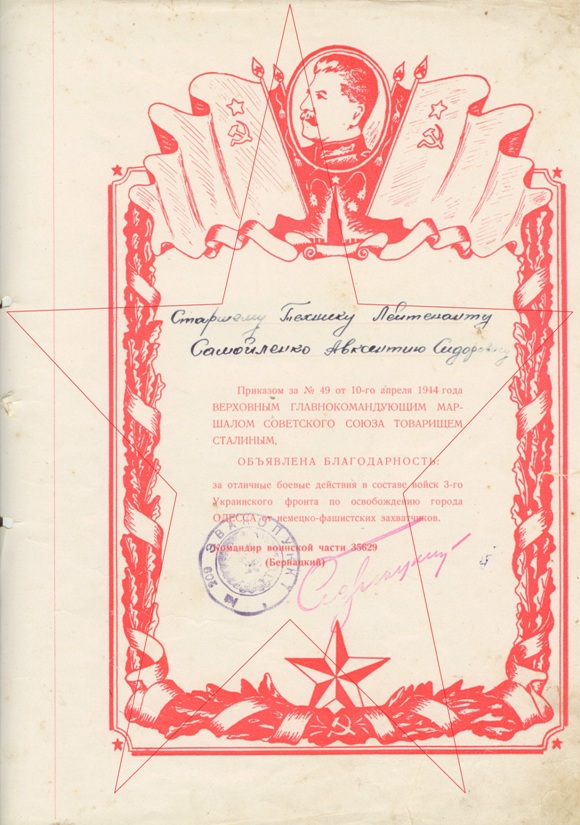 Старшему Технику Лейтенанту
Самойленко Авксентию Сидоровичу
Приказом за № 49 от 10-го апреля 1944 года
ВЕРХОВНЫМ ГЛАВНОКОМАНДУЮЩИМ МАР-
ШАЛОМ СОВЕТСКОГО СОЮЗА ТОВАРИЩЕМ
СТАЛИНЫМ,
ОБЪЯВЛЕНА БЛАГОДАРНОСТЬ:
за отличные боевые действия в составе войск 3-го
Украинского фронта по освобождению города
ОДЕССА от немецко-фашистских захватчиков.
Командир воинской части 35629
(Бернацкий)